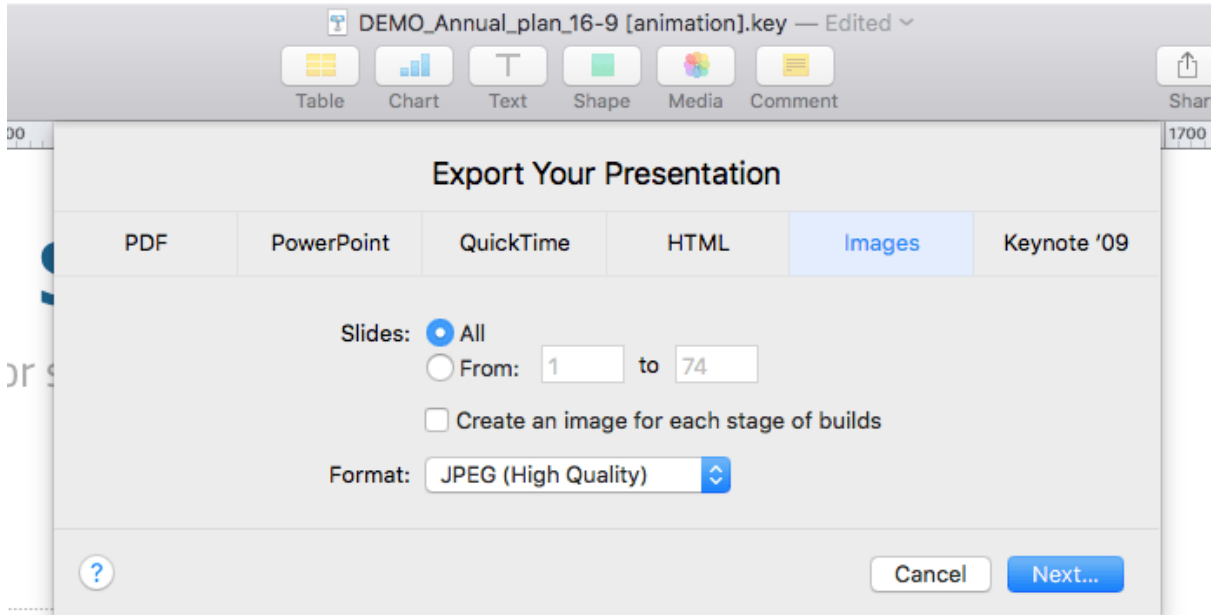 DEMO_Annual_plan_16-9 [animation].key — Edited
Table Chart Text Shape Media Comment
1700
Export Your Presentation
PDF PowerPoint QuickTime HTML Images Keynote '09
Slides: All
From: 1 to 74
Create an image for each stage of builds
Format: JPEG (High Quality)
? Cancel Next...